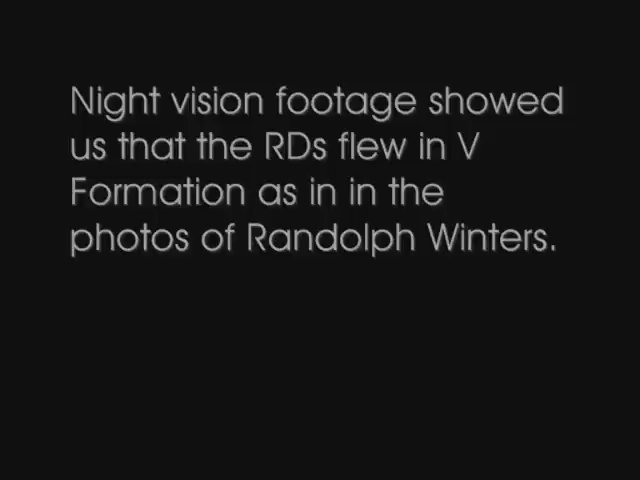 Night vision footage showed
us that the RDs flew in V
Formation as in in the
photos of Randolph Winters.